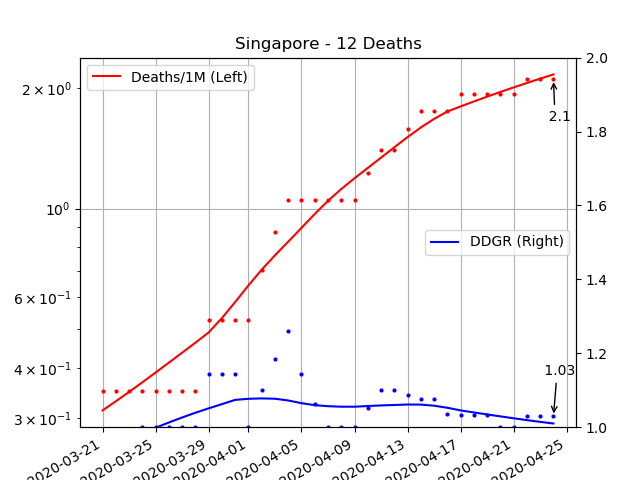 Singapore - 12 Deaths
Deaths/1M (Left)
DDGR (Right)
2.1
1.03
2 × 10⁰
10⁰
6 × 10⁻¹
4 × 10⁻¹
3 × 10⁻¹
2.0
1.8
1.6
1.4
1.2
1.0
2020-03-21
2020-03-25
2020-03-29
2020-04-01
2020-04-05
2020-04-09
2020-04-13
2020-04-17
2020-04-21
2020-04-25